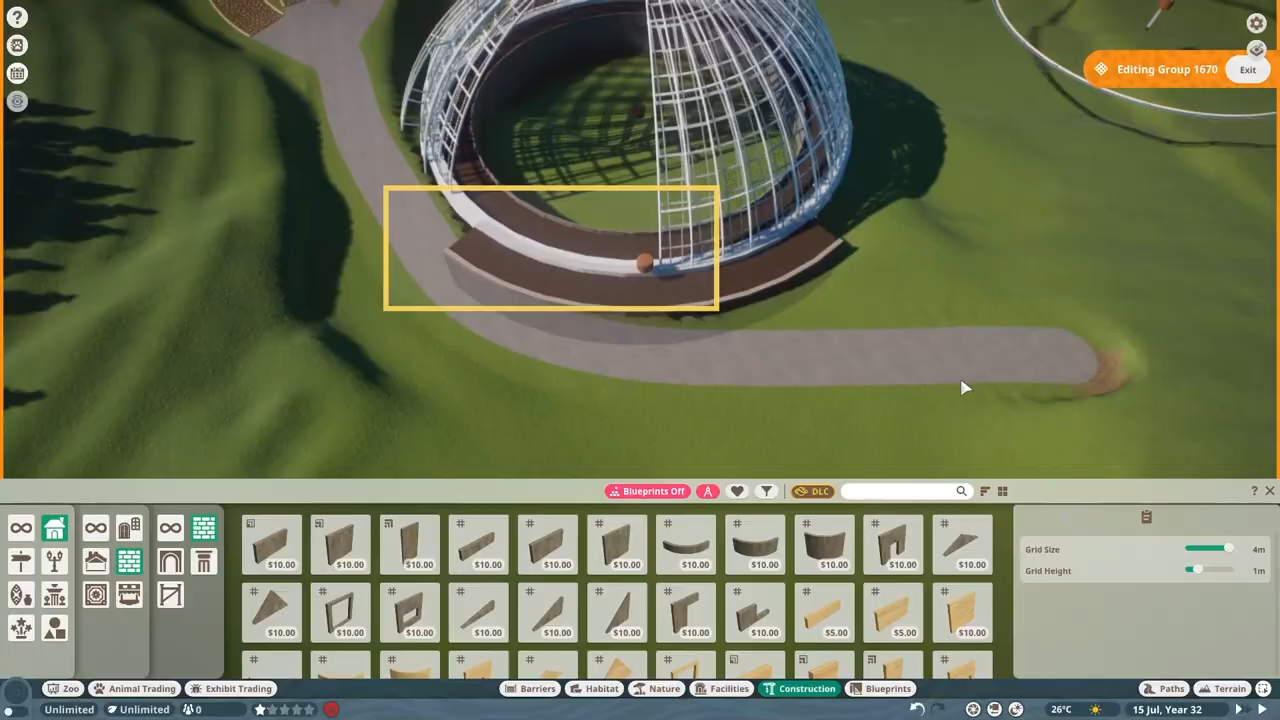 ?
Editing Group 1670
Exit
Blueprints Off
DLC
? ×
$10.00 $10.00 $10.00 $10.00 $10.00 $10.00 $10.00 $10.00 $10.00 $10.00 $10.00
Grid Size 4m
Grid Height 1m
$10.00 $10.00 $10.00 $10.00 $10.00 $10.00 $10.00 $10.00 $5.00 $5.00 $10.00
Zoo Animal Trading Exhibit Trading Barriers Habitat Nature Facilities Construction Blueprints Paths Terrain
Unlimited Unlimited 0 26°C 15 Jul, Year 32